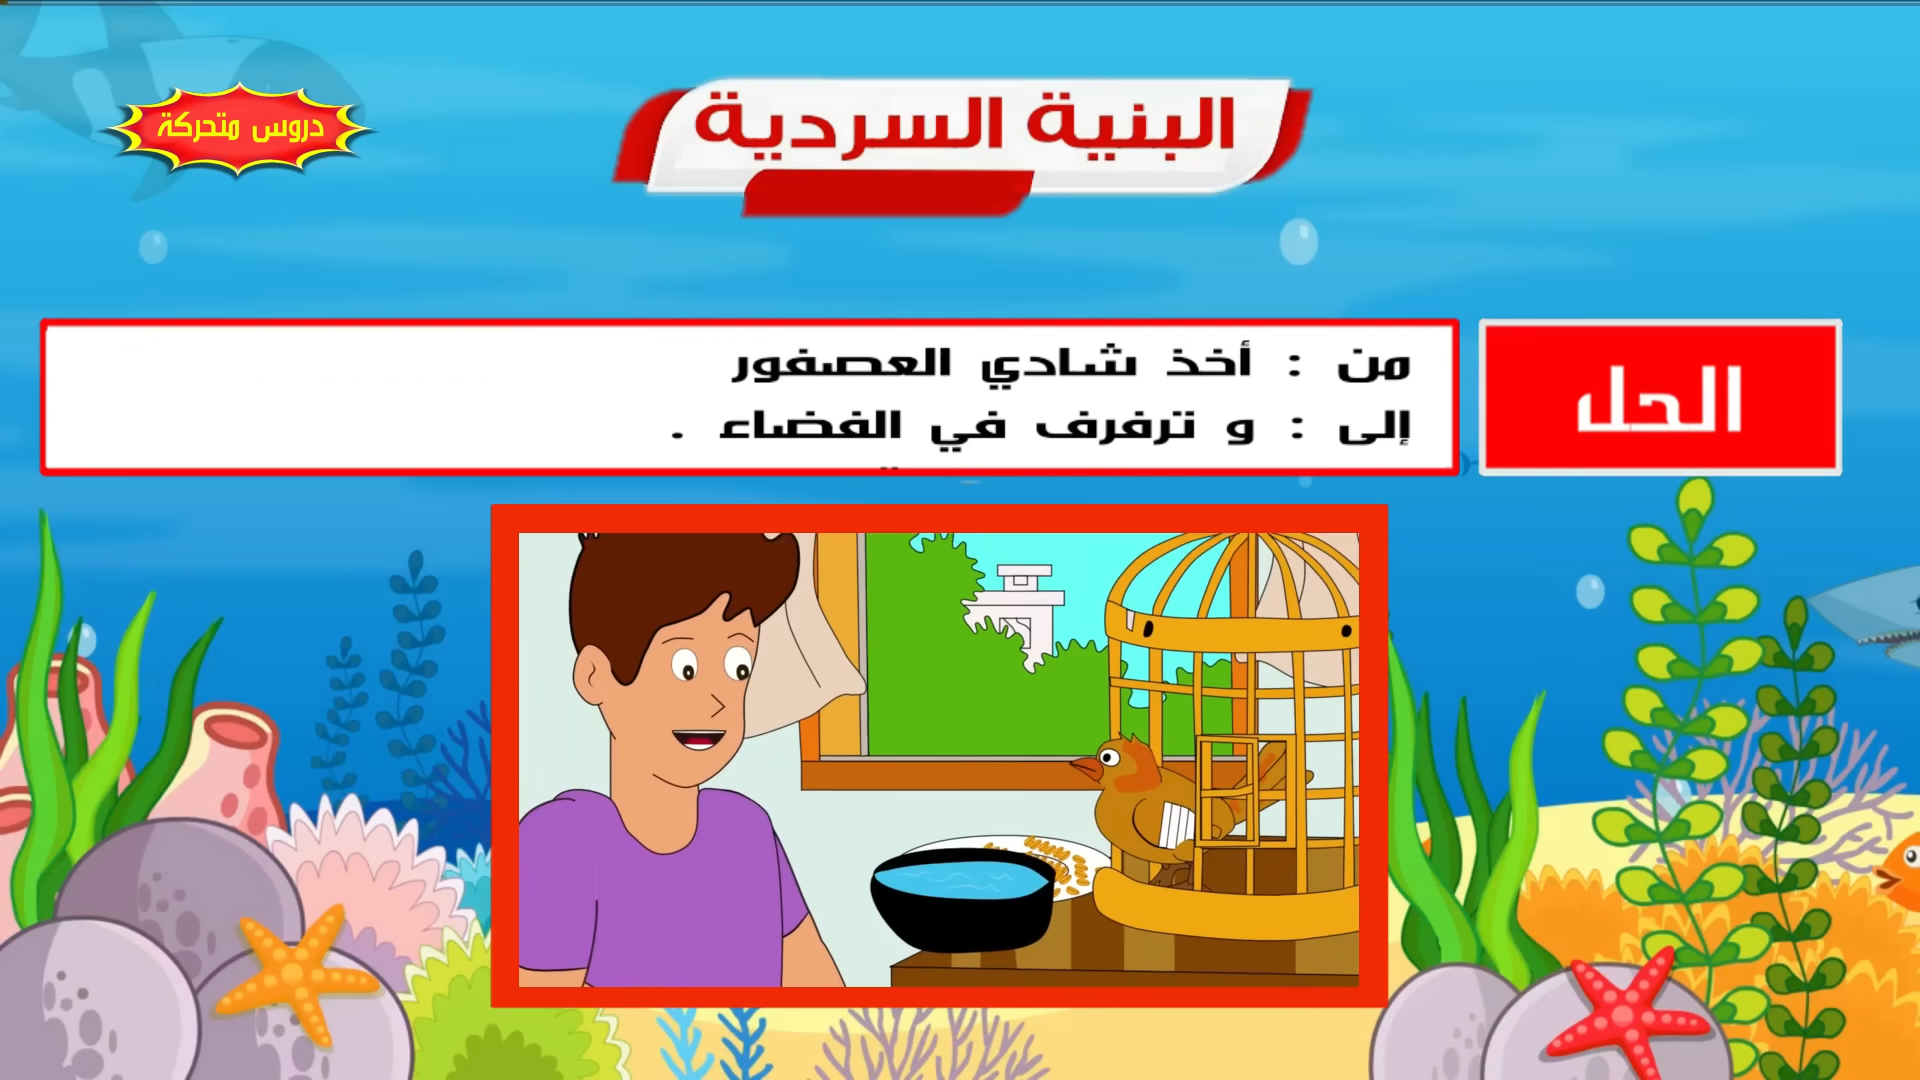 دروس متحركة
البنية السردية
الحل
من : أخذ شادي العصفور
إلى : و ترفرف في الفضاء .